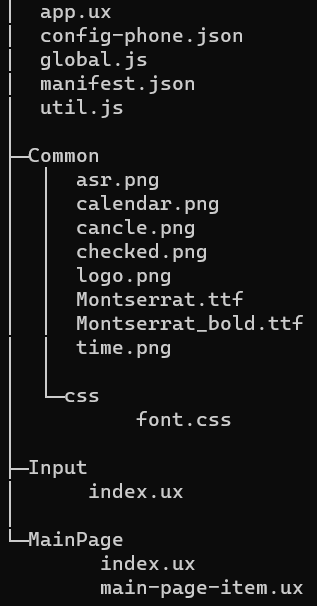 app.ux
config-phone.json
global.js
manifest.json
util.js
Common
asr.png
calendar.png
cancle.png
checked.png
logo.png
Montserrat.ttf
Montserrat_bold.ttf
time.png
css
font.css
Input
index.ux
MainPage
index.ux
main-page-item.ux